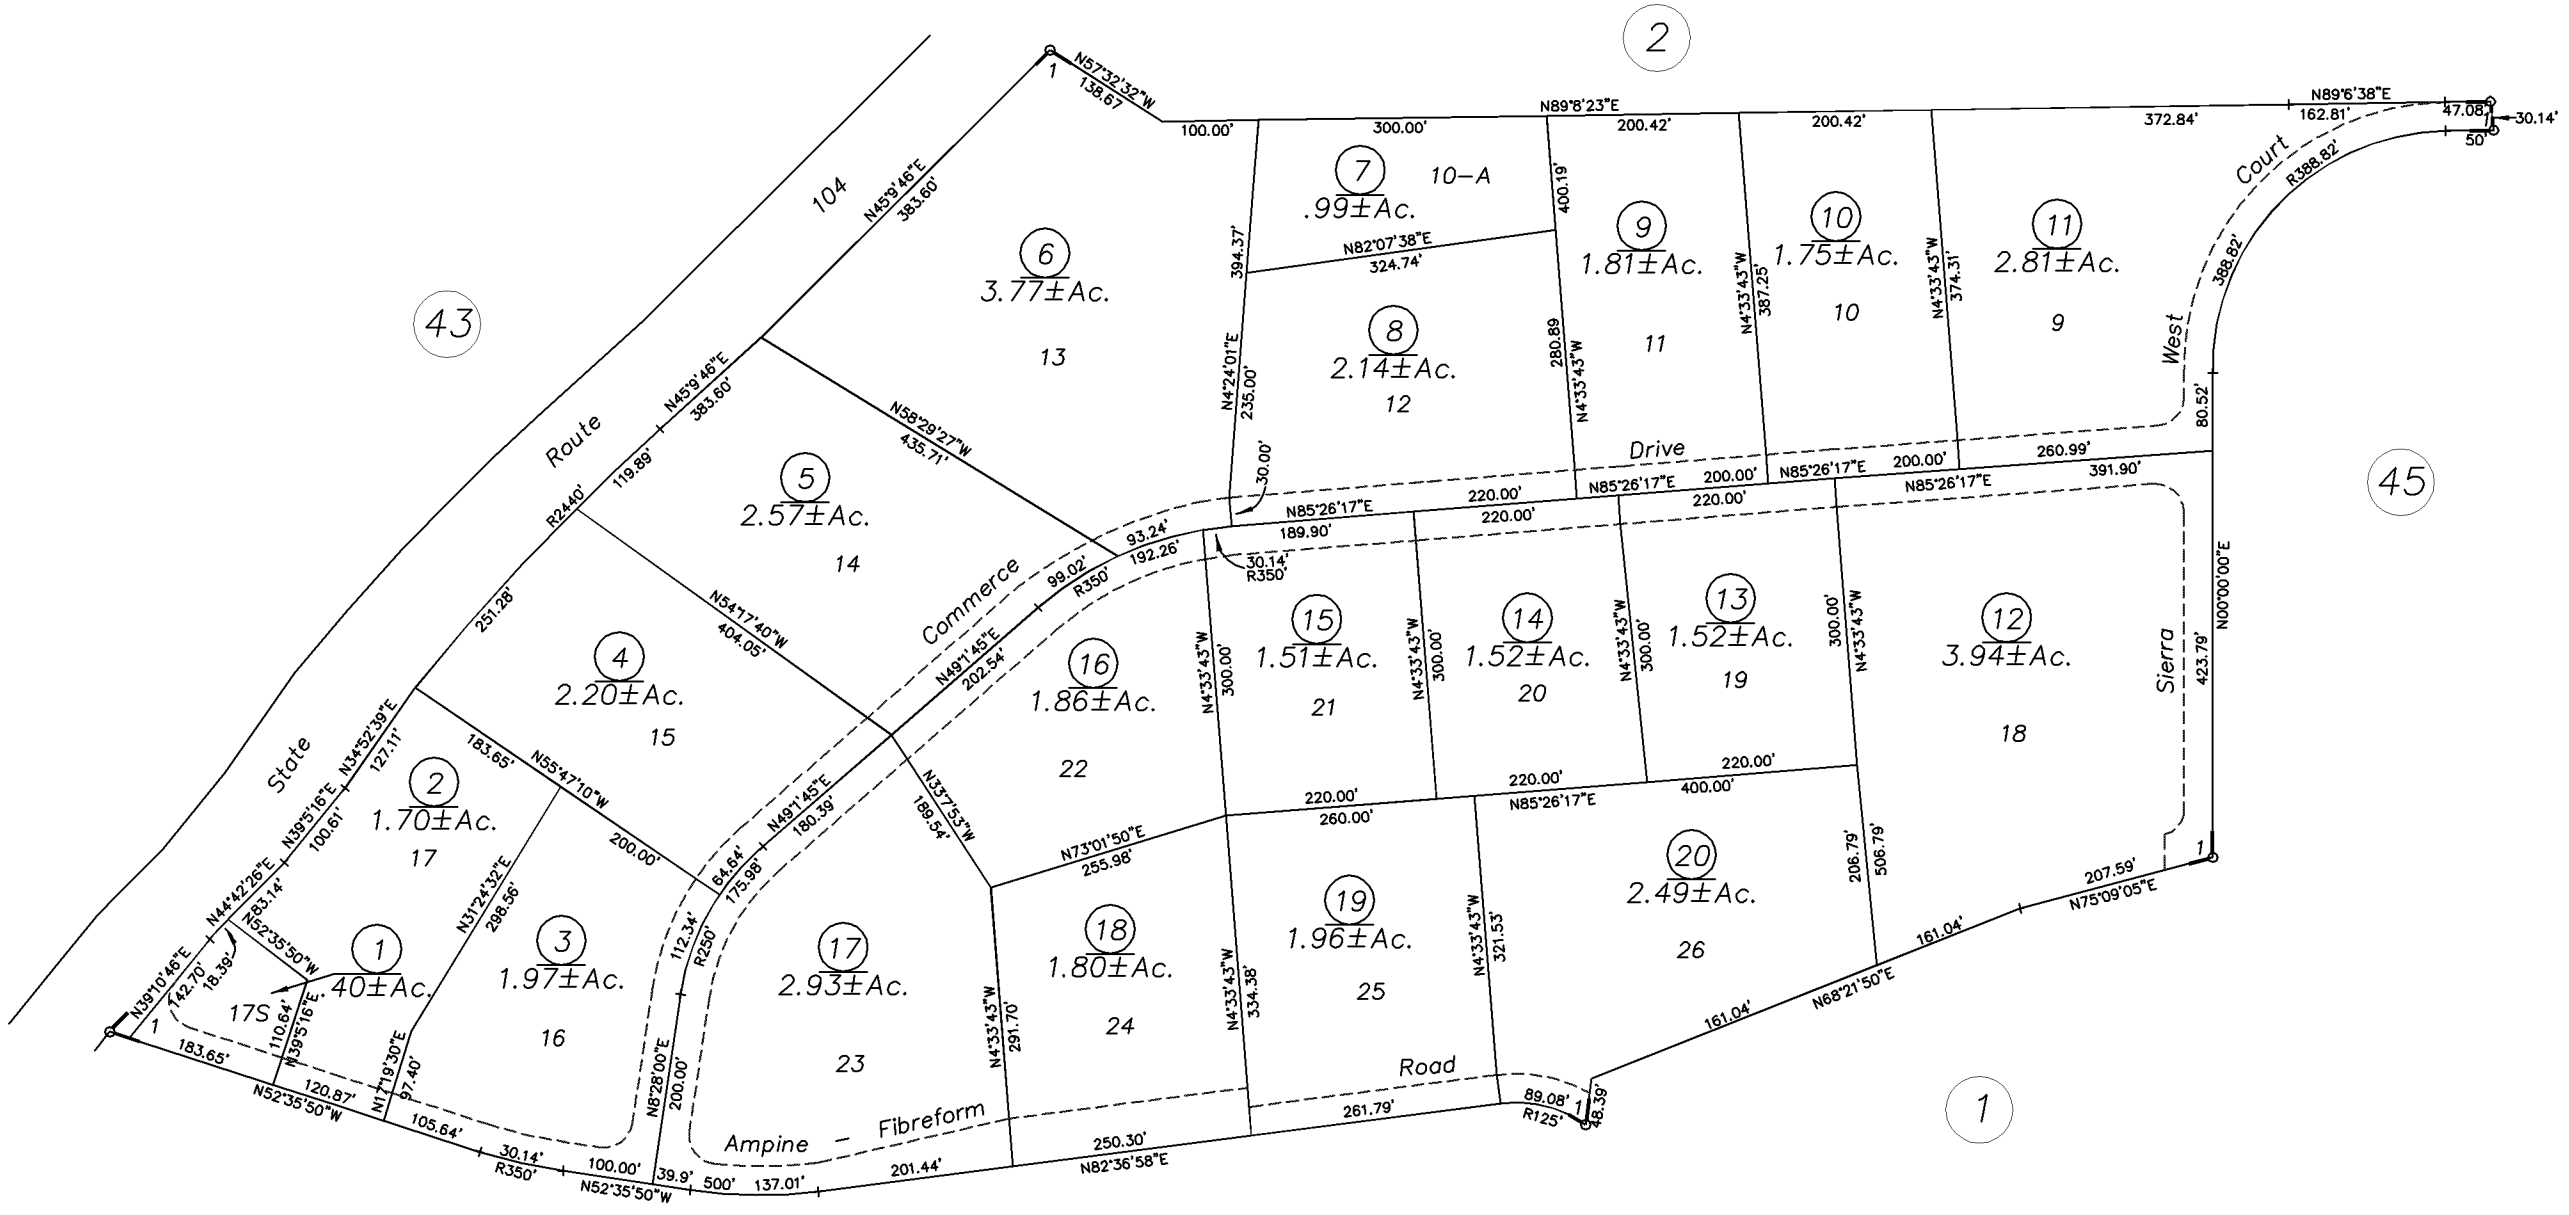 2
43
45
1
State
Route
104
Commerce
Drive
West
Court
Sierra
Ampine - Fibreform
Road
1
N57°32'32"W
138.67
N89°8'23"E
100.00'
300.00'
200.42'
200.42'
372.84'
N89°6'38"E
162.81'
47.08'
1
30.14'
50'
R388.82'
388.82'
80.52'
N45°9'46"E
383.60'
N45°9'46"E
383.60'
119.89'
R2440'
251.28'
N34°52'39"E
127.11'
N39°5'16"E
100.61'
N44°42'26"E
83.14'
N39°10'46"E
142.70'
18.39'
N52°35'50"W
6
3.77±Ac.
13
7
.99±Ac.
10-A
N82°07'38"E
324.74'
8
2.14±Ac.
12
394.37'
N4°24'01"E
235.00'
30.00'
400.19'
280.89
N4°33'43"W
9
1.81±Ac.
11
N4°33'43"W
387.25'
10
1.75±Ac.
10
N4°33'43"W
374.31'
11
2.81±Ac.
9
N58°29'27"W
435.71'
5
2.57±Ac.
14
N54°17'40"W
404.05'
4
2.20±Ac.
15
183.65'
N55°47'10"W
200.00'
2
1.70±Ac.
17
N31°24'32"E
298.56'
1
.40±Ac.
17S
110.64'
N39°5'16"E
1
3
1.97±Ac.
16
N17°19'30"E
97.40'
183.65'
N52°35'50"W
120.87'
105.64'
30.14'
R350'
100.00'
N52°35'50"W
39.9'
500'
137.01'
201.44'
N8°28'00"E
200.00'
112.34'
R250'
64.64'
175.98'
N49°1'45"E
180.39'
N49°1'45"E
202.54'
99.02'
R350'
93.24'
192.26'
30.14'
R350'
N85°26'17"E
189.90'
220.00'
220.00'
N85°26'17"E
200.00'
220.00'
N85°26'17"E
200.00'
260.99'
N85°26'17"E
391.90'
16
1.86±Ac.
22
N4°33'43"W
300.00'
15
1.51±Ac.
21
N4°33'43"W
300.00'
14
1.52±Ac.
20
N4°33'43"W
300.00'
13
1.52±Ac.
19
300.00'
N4°33'43"W
12
3.94±Ac.
18
N00°00'00"E
423.79'
1
207.59'
N75°09'05"E
161.04'
N68°21'50"E
161.04'
220.00'
260.00'
220.00'
N85°26'17"E
220.00'
400.00'
206.79'
506.79'
N33°7'53"W
189.54'
N73°01'50"E
255.98'
17
2.93±Ac.
23
N4°33'43"W
291.70'
18
1.80±Ac.
24
N4°33'43"W
334.38'
19
1.96±Ac.
25
N4°33'43"W
321.53'
20
2.49±Ac.
26
250.30'
N82°36'58"E
261.79'
89.08'
R125'
1
48.39'